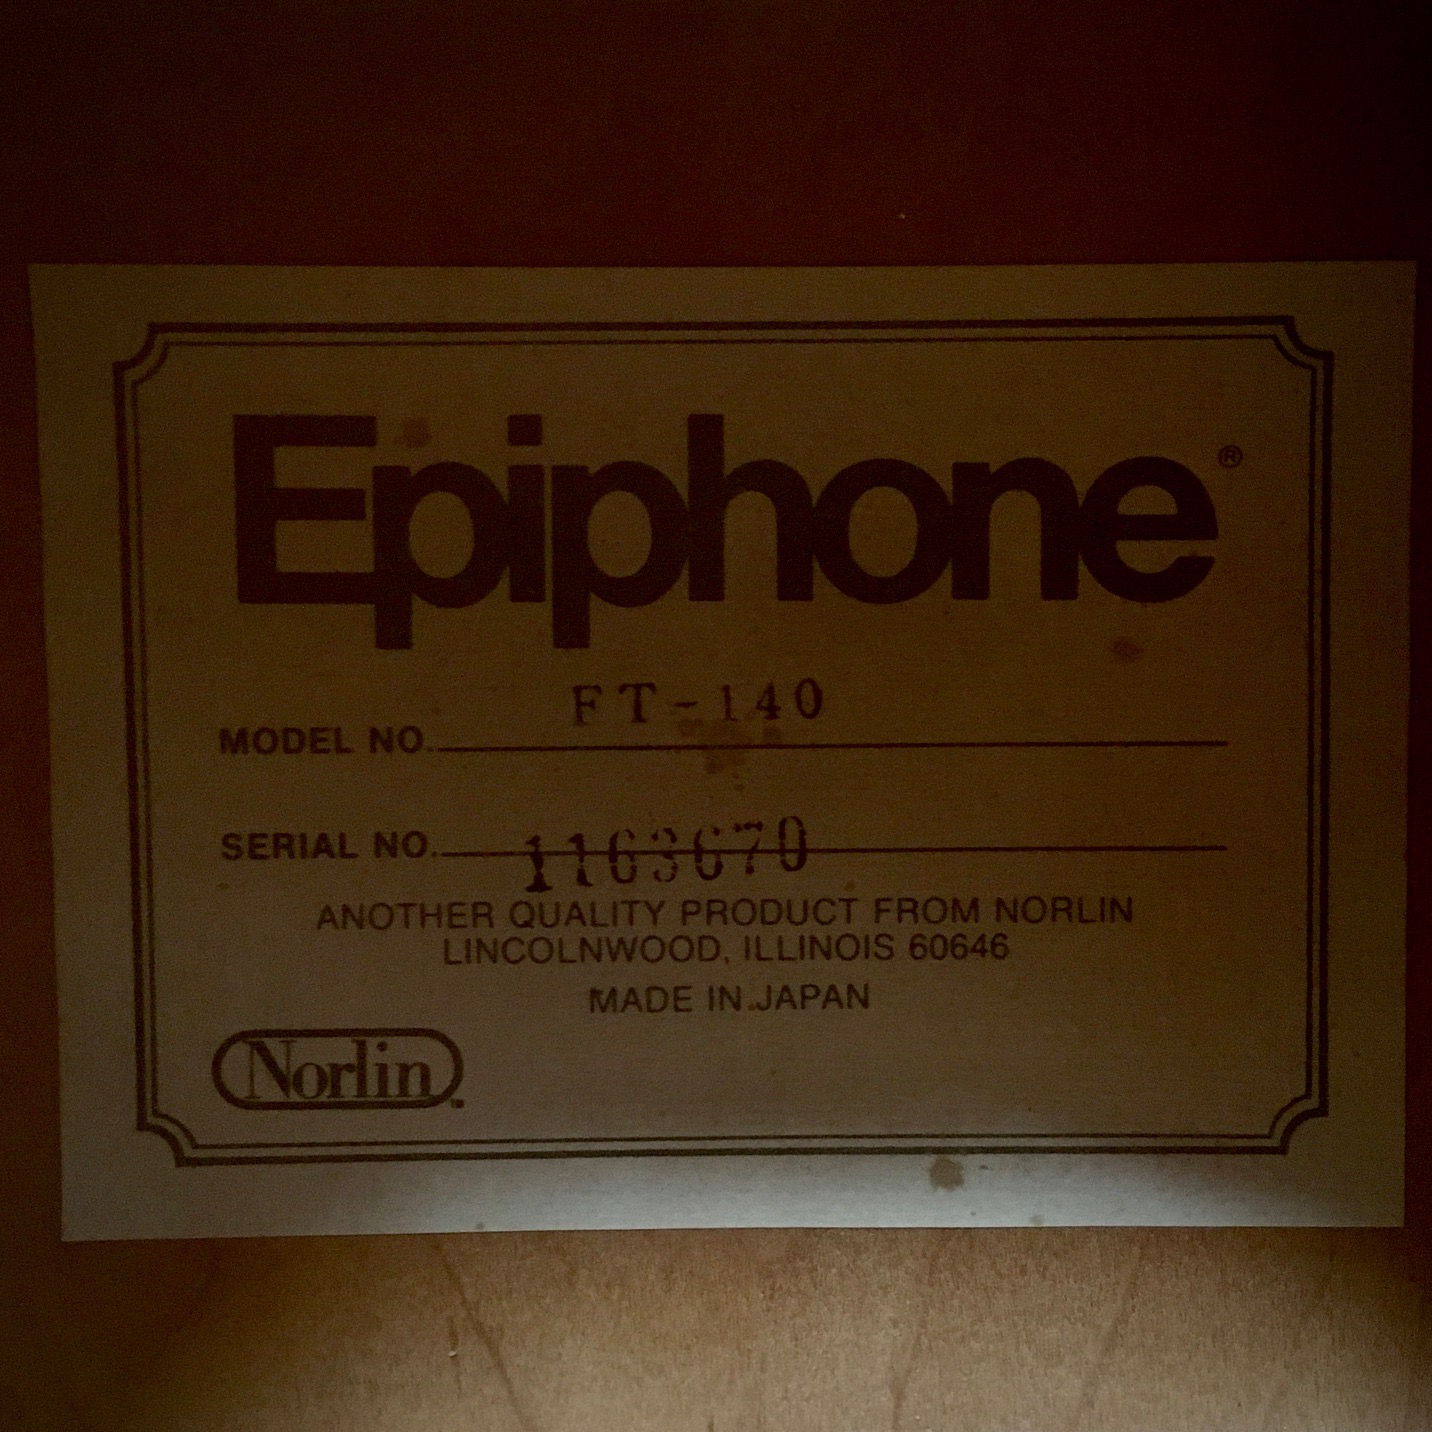 Epiphone®
FT-140
MODEL NO.
SERIAL NO. 1163670
ANOTHER QUALITY PRODUCT FROM NORLIN
LINCOLNWOOD, ILLINOIS 60646
MADE IN JAPAN
Norlin™